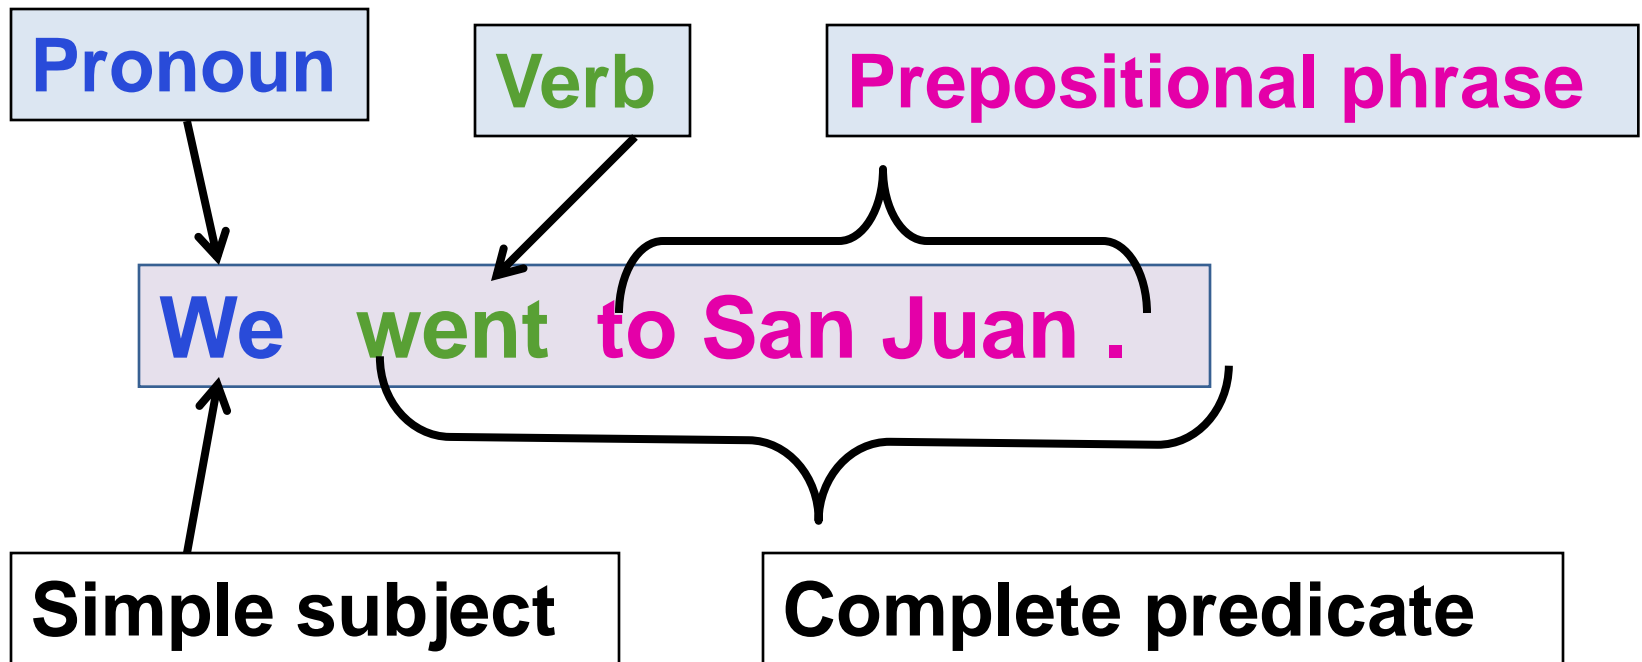 Pronoun
Verb
Prepositional phrase
We went to San Juan .
Simple subject
Complete predicate